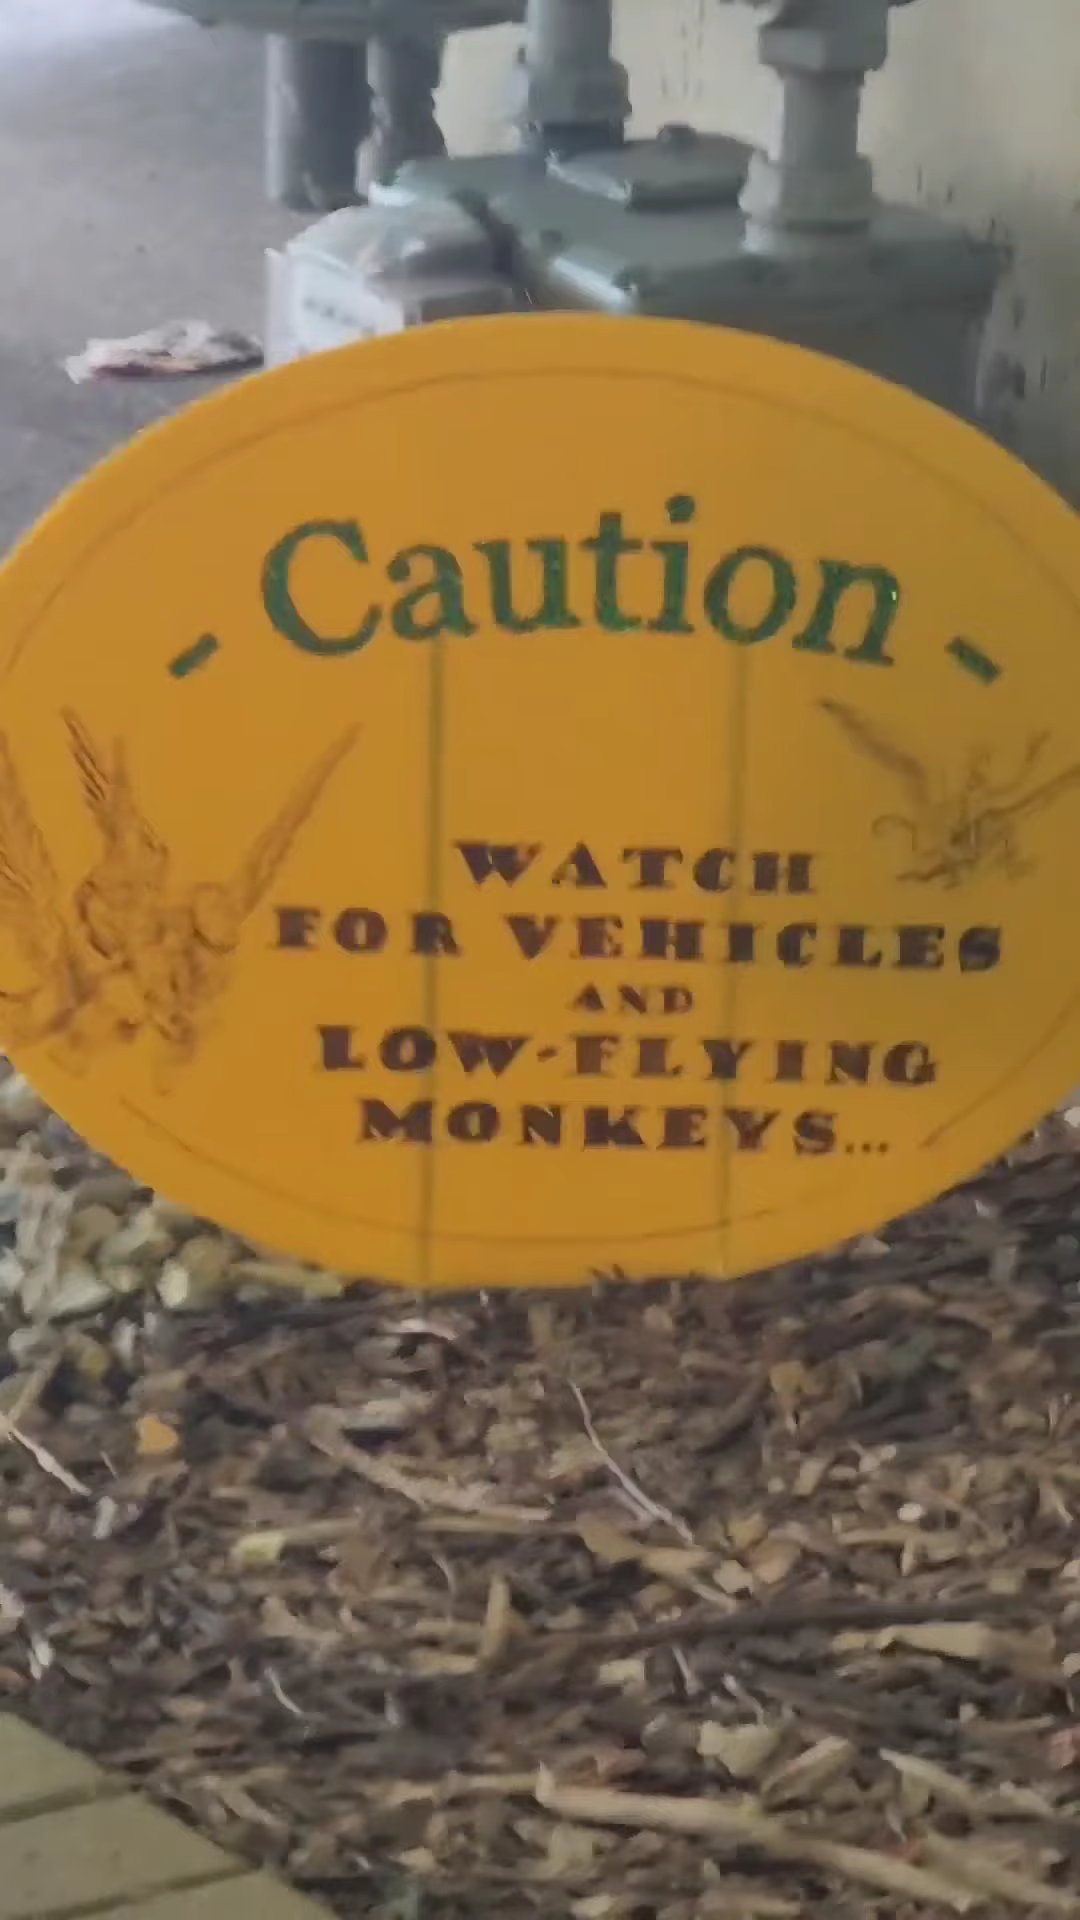 - Caution -
WATCH
FOR VEHICLES
AND
LOW-FLYING
MONKEYS...